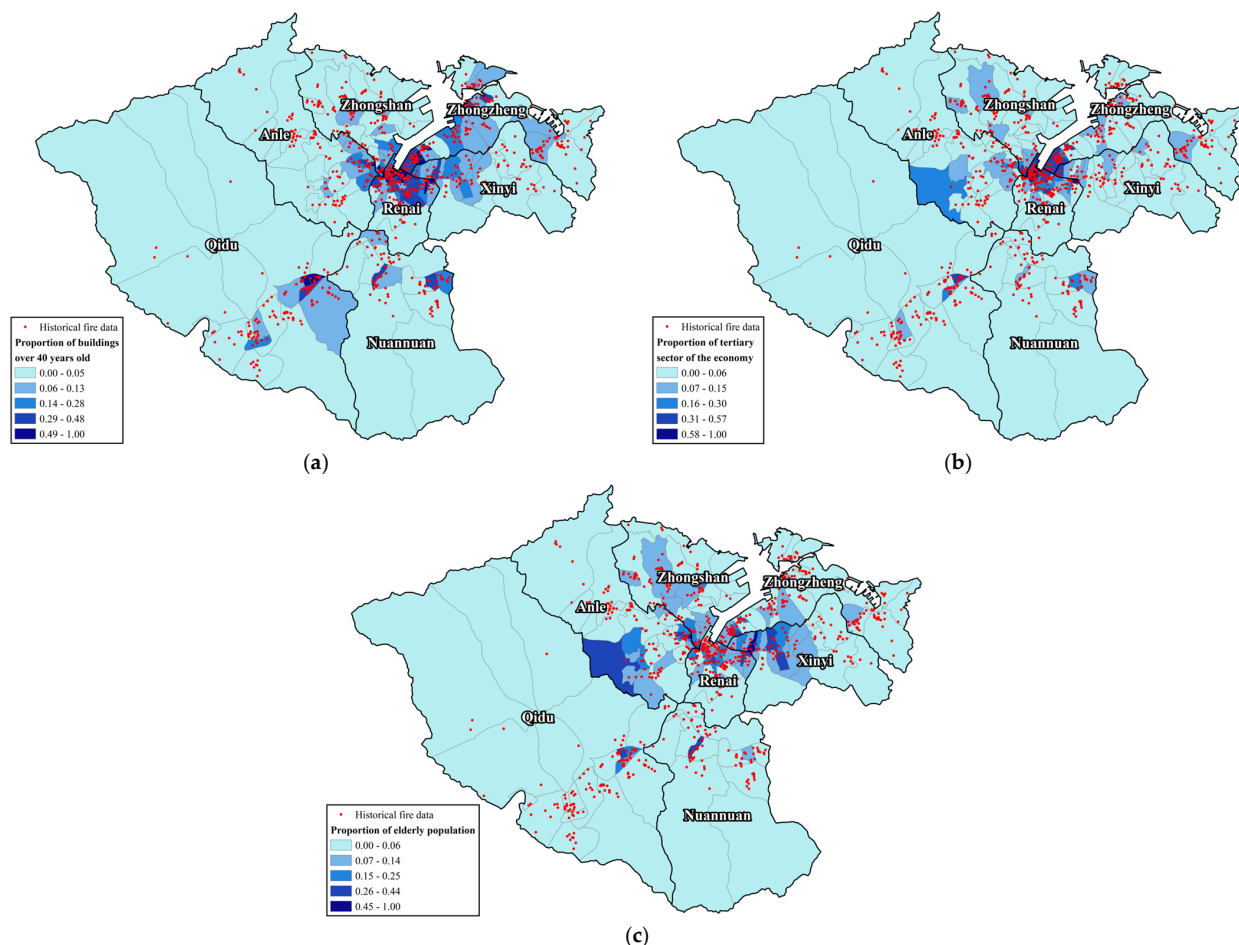 Zhongshan
Zhongzheng
Anle
Xinyi
Renai
Qidu
Nuannuan
Historical fire data
Proportion of buildings
over 40 years old
0.00 - 0.05
0.06 - 0.13
0.14 - 0.28
0.29 - 0.48
0.49 - 1.00
(a)
Zhongshan
Zhongzheng
Anle
Xinyi
Renai
Qidu
Nuannuan
Historical fire data
Proportion of tertiary
sector of the economy
0.00 - 0.06
0.07 - 0.15
0.16 - 0.30
0.31 - 0.57
0.58 - 1.00
(b)
Zhongshan
Zhongzheng
Anle
Xinyi
Renai
Qidu
Nuannuan
Historical fire data
Proportion of elderly population
0.00 - 0.06
0.07 - 0.14
0.15 - 0.25
0.26 - 0.44
0.45 - 1.00
(c)